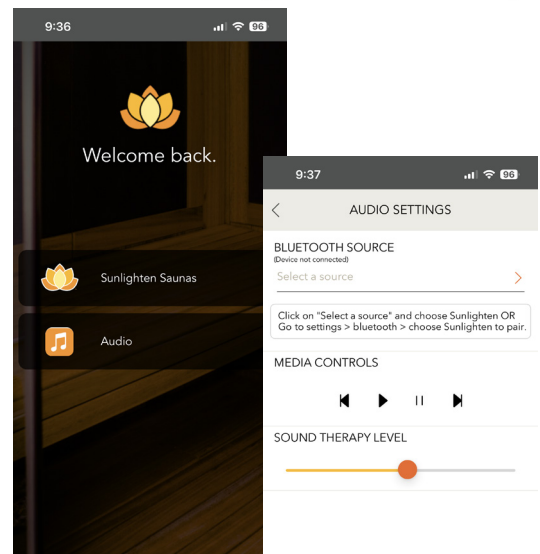 9:36
96
Welcome back.
Sunlighten Saunas
Audio
9:37
96
AUDIO SETTINGS
BLUETOOTH SOURCE
(Device not connected)
Select a source
Click on "Select a source" and choose Sunlighten OR
Go to settings > bluetooth > choose Sunlighten to pair.
MEDIA CONTROLS
SOUND THERAPY LEVEL